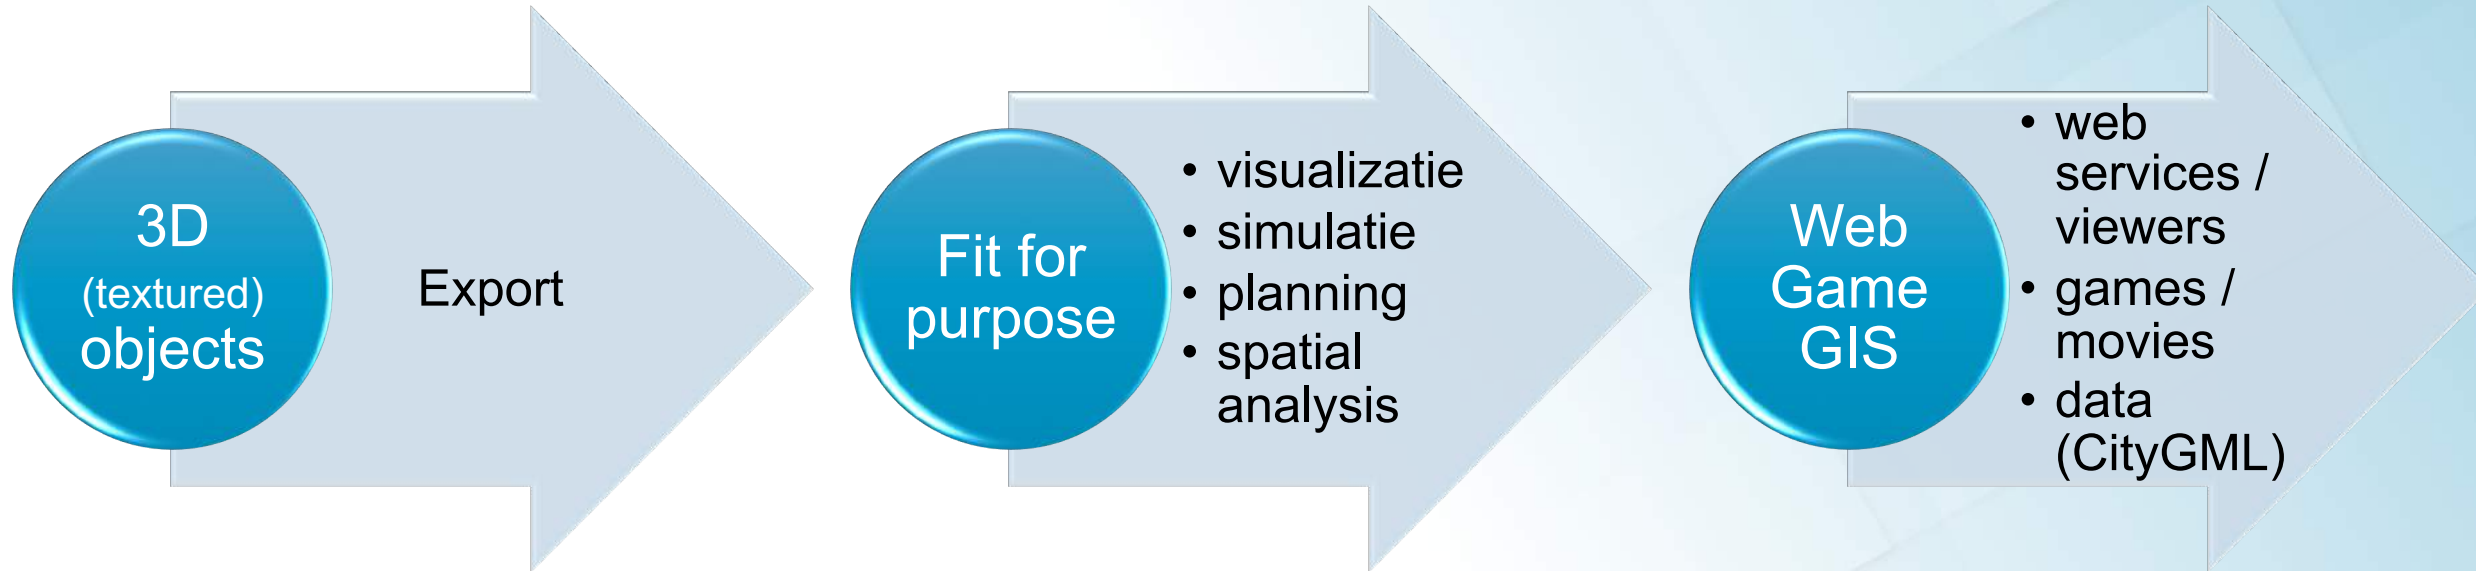 3D
(textured)
objects
Export
Fit for
purpose
• visualizatie
• simulatie
• planning
• spatial
analysis
Web
Game
GIS
• web
services /
viewers
• games /
movies
• data
(CityGML)